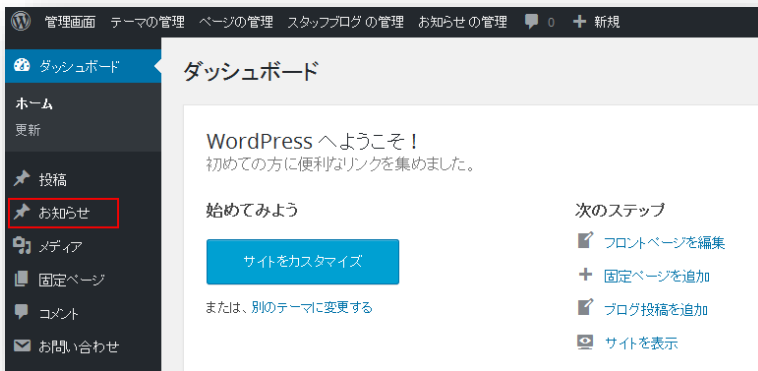 管理画面 テーマの管理 ページの管理 スタッフブログ の管理 お知らせ の管理 0 + 新規
ダッシュボード
ホーム
更新
投稿
お知らせ
メディア
固定ページ
コメント
お問い合わせ
ダッシュボード
WordPress へようこそ !
初めての方に便利なリンクを集めました。
始めてみよう
サイトをカスタマイズ
または、別のテーマに変更する
次のステップ
フロントページを編集
固定ページを追加
ブログ投稿を追加
サイトを表示